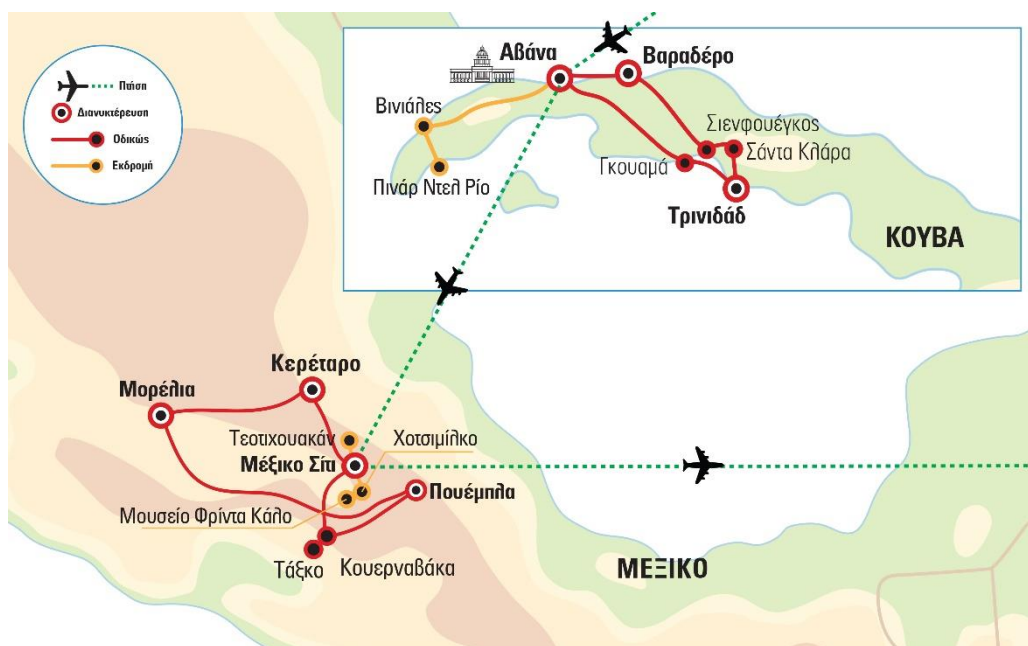 Πτήση
Διανυκτέρευση
Οδικώς
Εκδρομή
Αβάνα
Βαραδέρο
Βινιάλες
Σιενφουέγκος
Σάντα Κλάρα
Γκουαμά
Πινάρ Ντελ Ρίο
Τρινιδάδ
ΚΟΥΒΑ
Κερέταρο
Μορέλια
Τεοτιχουακάν
Χοτσιμίλκο
Μέξικο Σίτι
Πουέμπλα
Μουσείο Φρίντα Κάλο
Τάξκο
Κουερναβάκα
ΜΕΞΙΚΟ